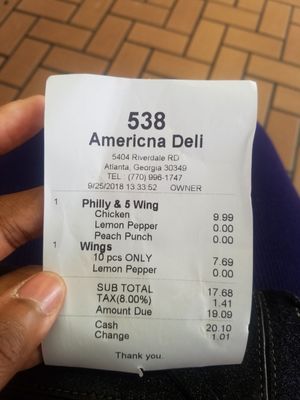 538
Americna Deli
5404 Riverdale RD
Atlanta, Georgia 30349
TEL : (770) 996-1747
9/25/2018 13 33 52 OWNER
1 Philly & 5 Wing
Chicken 9.99
Lemon Pepper 0.00
Peach Punch 0.00
1 Wings
10 pcs ONLY 7.69
Lemon Pepper 0.00
SUB TOTAL 17.68
TAX(8.00%) 1.41
Amount Due 19.09
Cash 20.10
Change 1.01
Thank you.